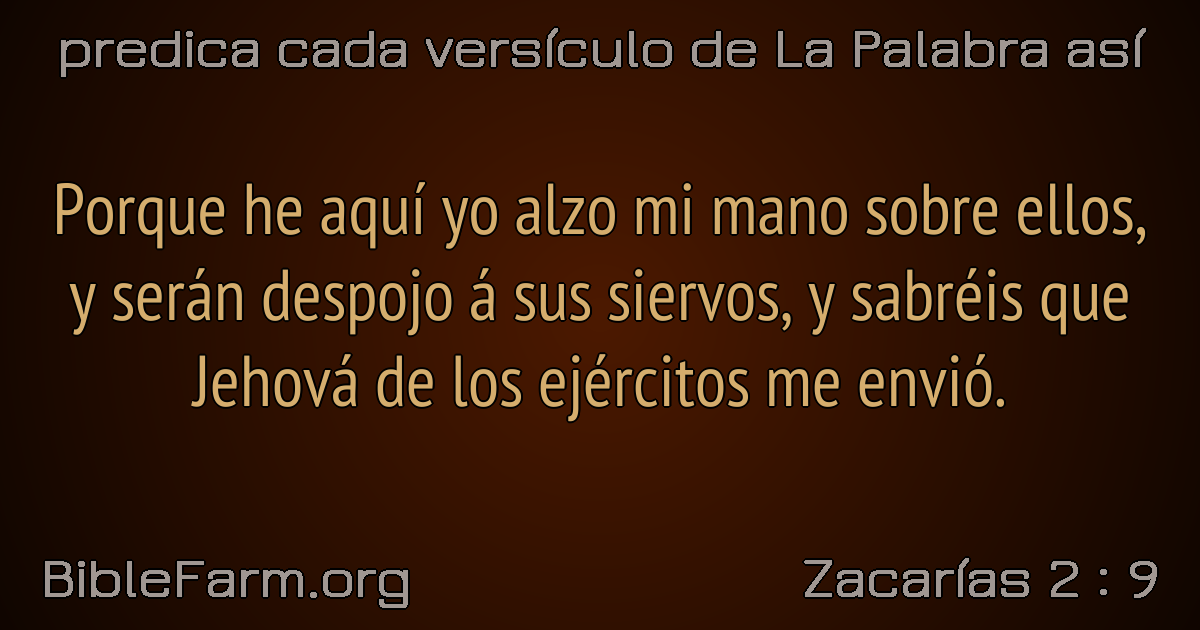 predica cada versículo de La Palabra así
Porque he aquí yo alzo mi mano sobre ellos,
y serán despojo á sus siervos, y sabréis que
Jehová de los ejércitos me envió.
BibleFarm.org
Zacarías 2 : 9